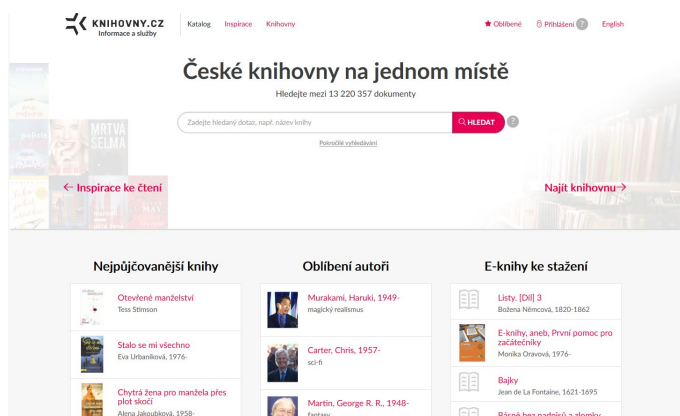 KNIHOVNY.CZ
Informace a služby
Katalog
Inspirace
Knihovny
Oblíbené
Přihlášení ?
English
České knihovny na jednom místě
Hledejte mezi 13 220 357 dokumenty
Zadejte hledaný dotaz, např. název knihy
HLEDAT
?
Pokročilé vyhledávání
MRTVÁ
SELMA
← Inspirace ke čtení
Najít knihovnu→
Nejpůjčovanější knihy
Otevřené manželství
Tess Stimson
Stalo se mi všechno
Eva Urbaníková, 1976-
Chytrá žena pro manžela přes
plot skočí
Alena Jakoubková, 1958-
Oblíbení autoři
Murakami, Haruki, 1949-
magický realismus
Carter, Chris, 1957-
sci-fi
Martin, George R. R., 1948-
fantasy
E-knihy ke stažení
Listy. [Díl] 3
Božena Němcová, 1820-1862
E-knihy, aneb, První pomoc pro
začátečníky
Monika Oravová, 1976-
Bajky
Jean de La Fontaine, 1621-1695
Básně bez nadpisů a zlomky